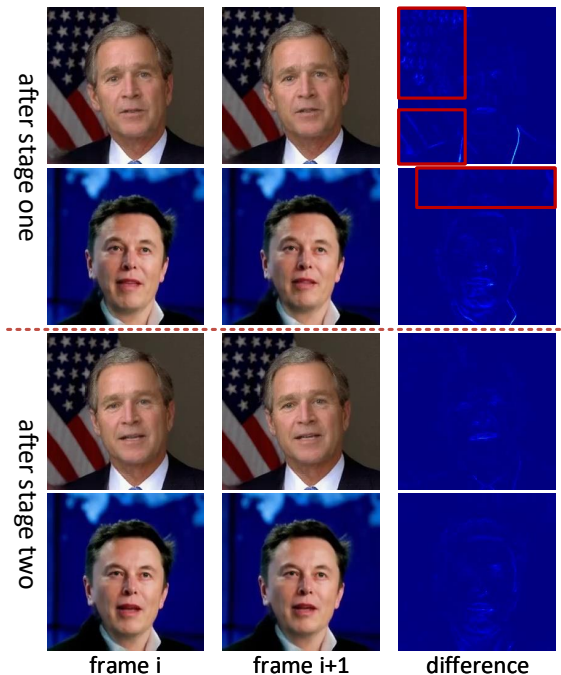 after stage one
after stage two
frame i
frame i+1
difference